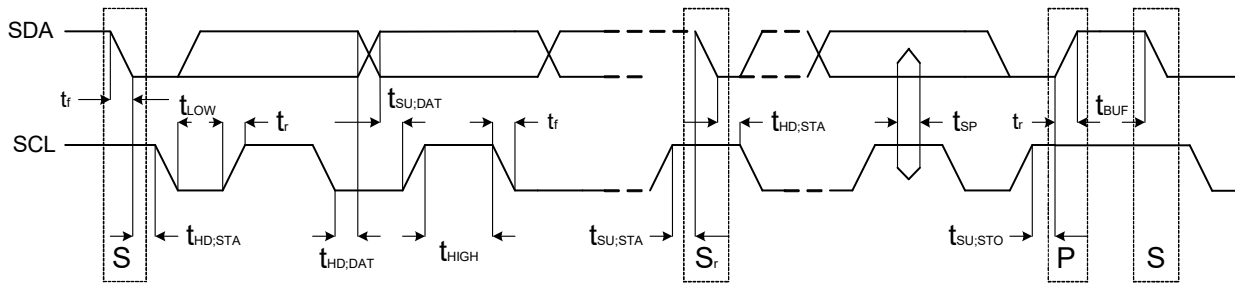 SDA
tf tLOW tr tSU;DAT tf tHD;STA tSP tr tBUF
SCL
tHD;STA tHD;DAT tHIGH tSU;STA tSU;STO
S Sr P S